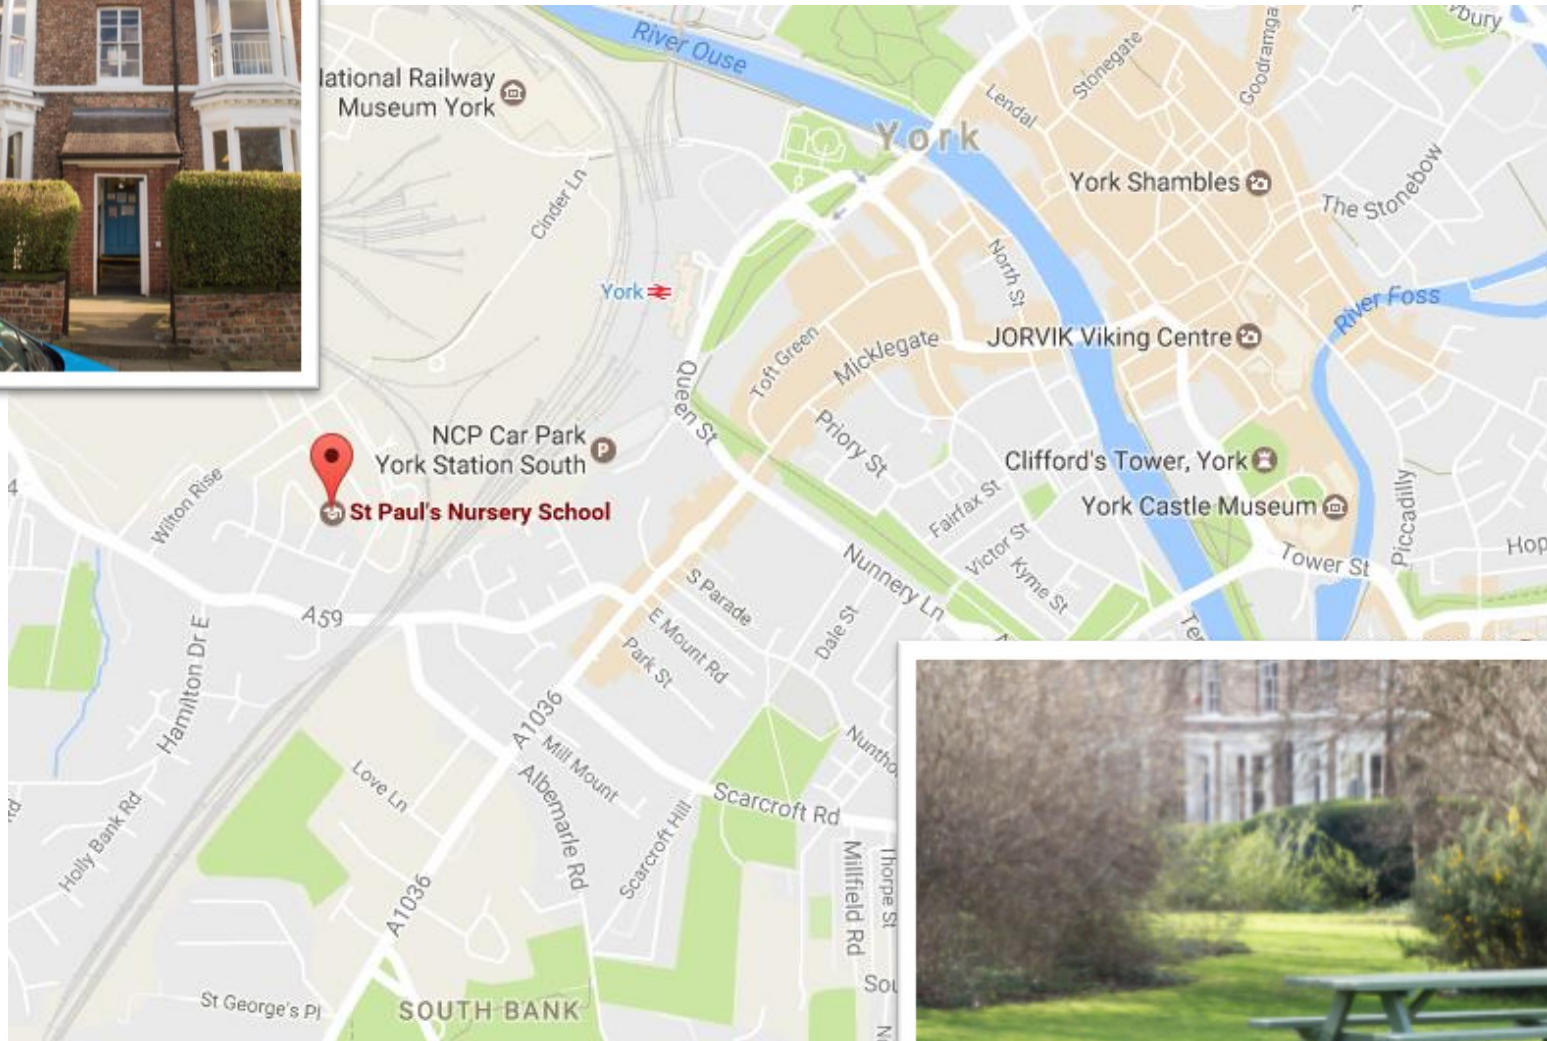 River Ouse
National Railway
Museum York
York
Lendal
Stonegate
Goodramga
York Shambles
The Stonebow
Cinder Ln
York
North St
River Foss
JORVIK Viking Centre
Toft Green
Micklegate
Queen St
Priory St
NCP Car Park
York Station South
Clifford's Tower, York
York Castle Museum
Fairfax St
Victor St
Kyme St
Piccadilly
Tower St
Hop
Wilton Rise
St Paul's Nursery School
Nunnery Ln
S Parade
E Mount Rd
Park St
Dale St
A59
Hamilton Dr E
A1036
Mill Mount
Albemarle Rd
Love Ln
Holly Bank Rd
Scarcroft Rd
Scarcroft Hill
Nuntho
Millfield Rd
Thorpe St
A1036
St George's Pl
SOUTH BANK
Sou